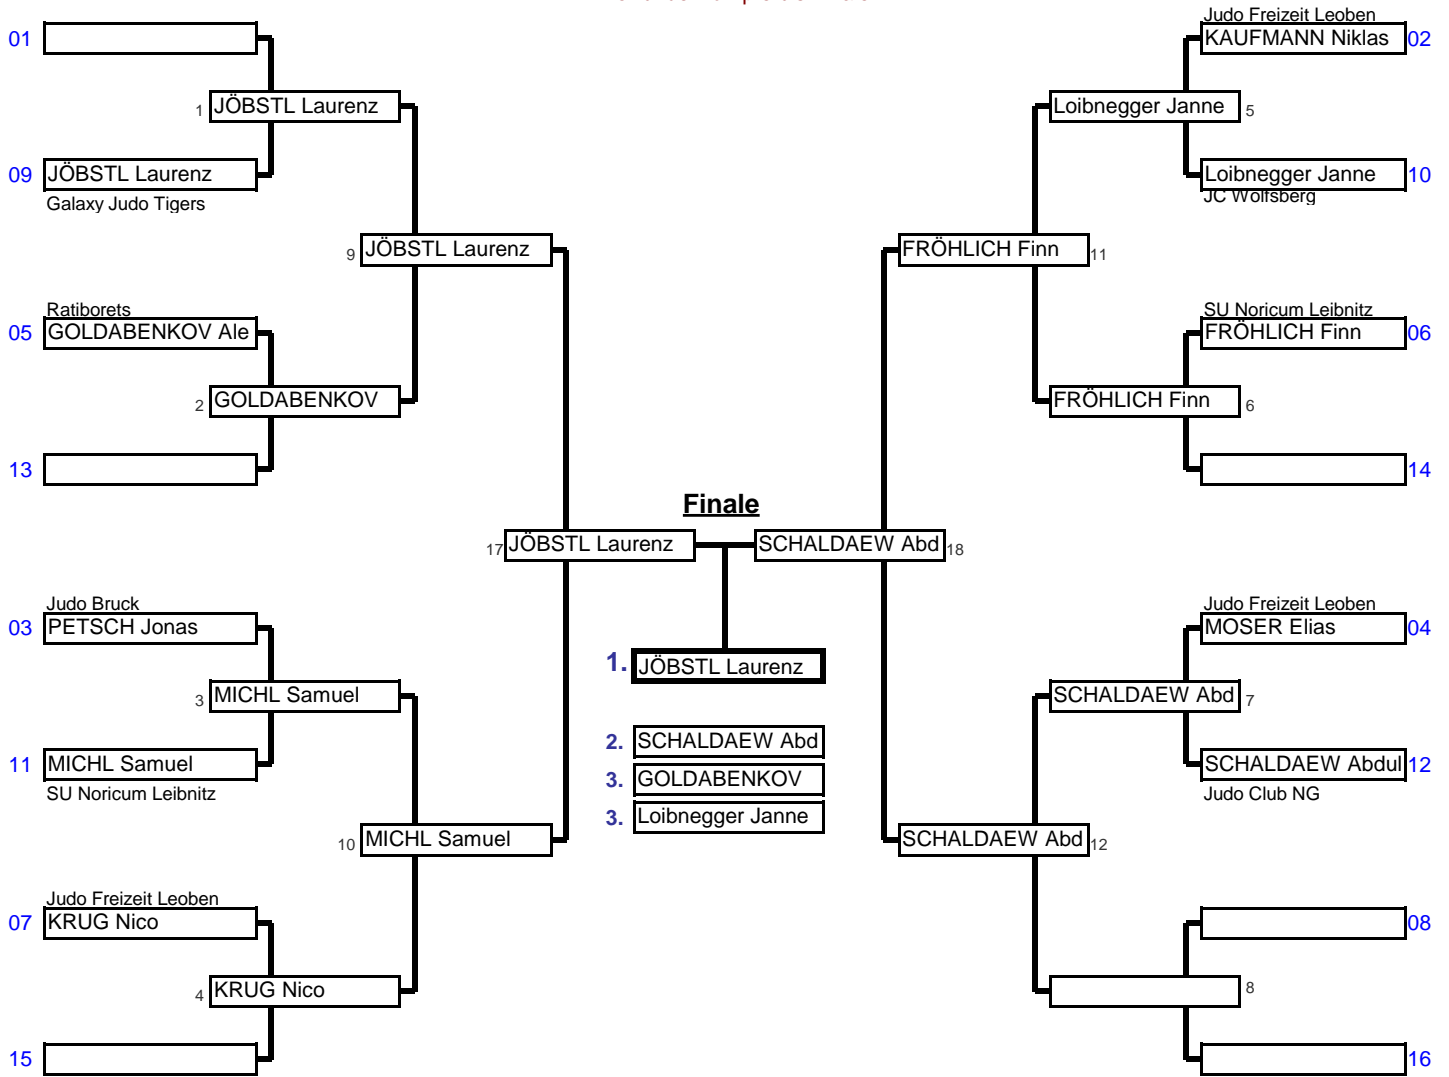 Judo Freizeit Leoben
01
KAUFMANN Niklas 02
1 JÖBSTL Laurenz
Loibnegger Janne 5
09 JÖBSTL Laurenz
Galaxy Judo Tigers
Loibnegger Janne 10
JC Wolfsberg
9 JÖBSTL Laurenz
FRÖHLICH Finn 11
Ratiborets
05 GOLDABENKOV Ale
SU Noricum Leibnitz
FRÖHLICH Finn 06
2 GOLDABENKOV
FRÖHLICH Finn 6
13
14
Finale
17 JÖBSTL Laurenz
SCHALDAEW Abd 18
Judo Bruck
03 PETSCH Jonas
Judo Freizeit Leoben
MOSER Elias 04
1. JÖBSTL Laurenz
3 MICHL Samuel
SCHALDAEW Abd 7
2. SCHALDAEW Abd
11 MICHL Samuel
SU Noricum Leibnitz
3. GOLDABENKOV
SCHALDAEW Abdul 12
Judo Club NG
3. Loibnegger Janne
10 MICHL Samuel
SCHALDAEW Abd 12
Judo Freizeit Leoben
07 KRUG Nico
08
4 KRUG Nico
8
15
16